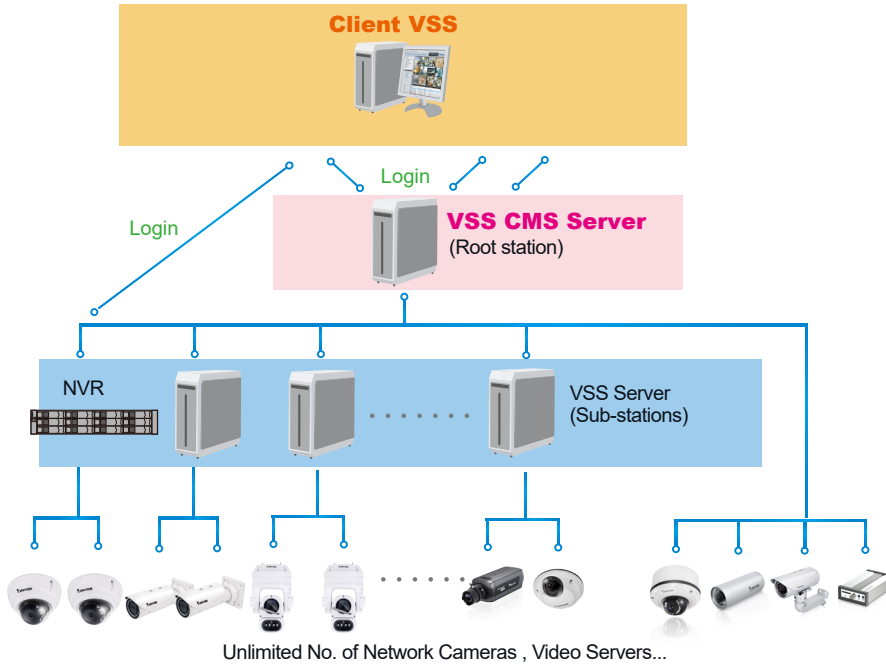 Client VSS
Login
Login
VSS CMS Server
(Root station)
NVR
VSS Server
(Sub-stations)
Unlimited No. of Network Cameras , Video Servers...